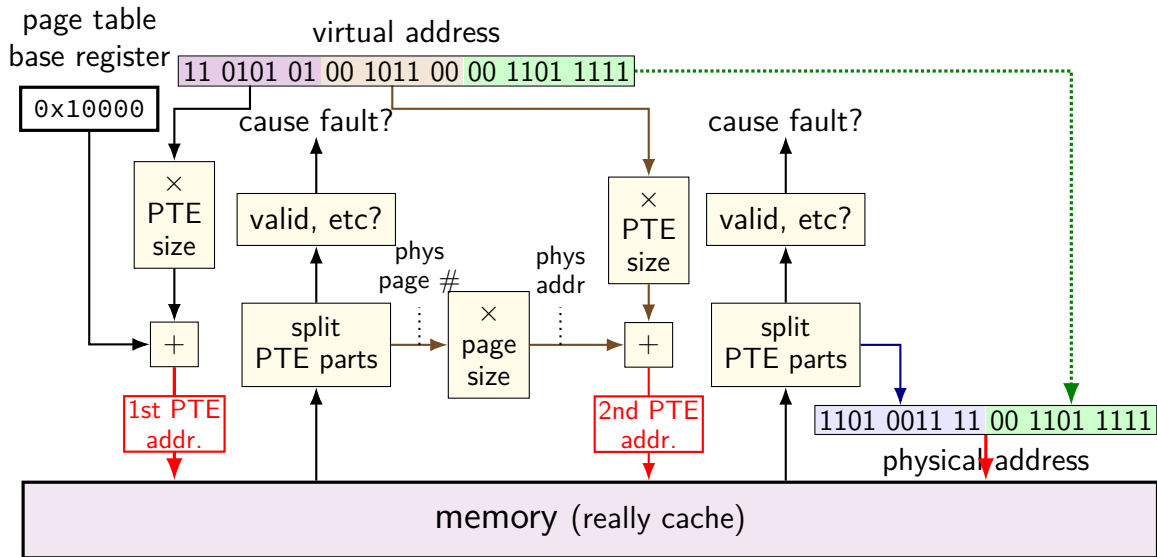 page table
base register
virtual address
11 0101 01 00 1011 00 00 1101 1111
0x10000
cause fault?
cause fault?
×
PTE
size
valid, etc?
×
PTE
size
valid, etc?
phys
page #
phys
addr
+
split
PTE parts
×
page
size
+
split
PTE parts
1st PTE
addr.
2nd PTE
addr.
1101 0011 11 00 1101 1111
physical address
memory (really cache)